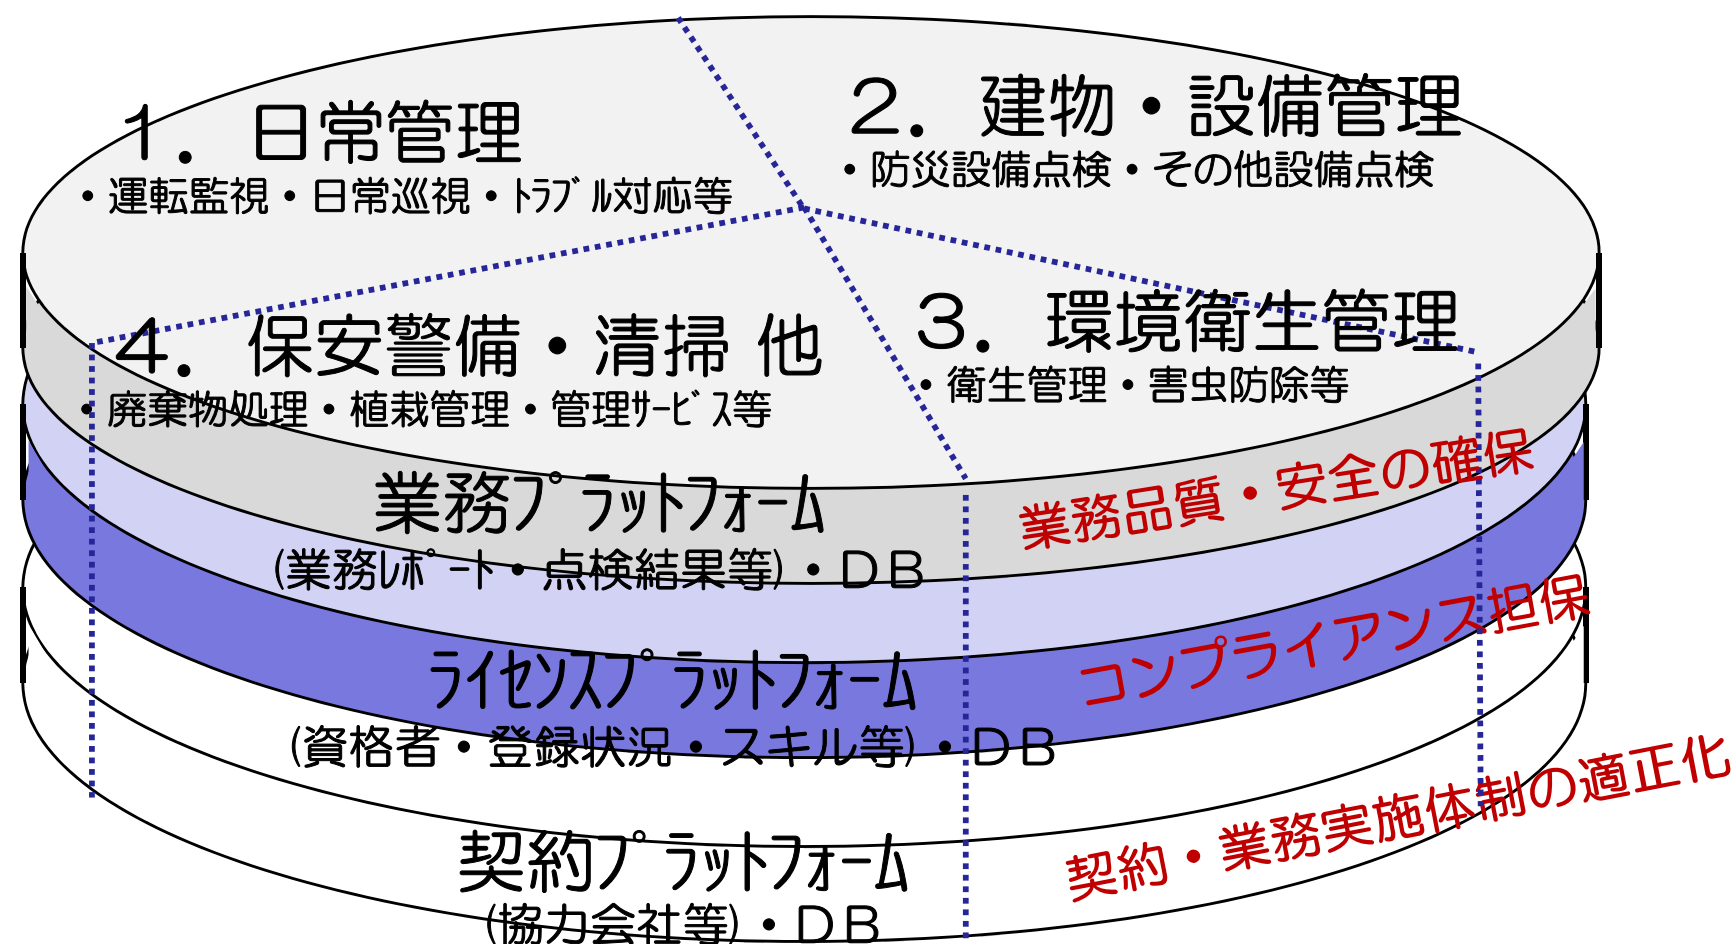 １．日常管理
・運転監視・日常巡視・ﾄﾗﾌﾞﾙ対応等
２．建物・設備管理
・防災設備点検・その他設備点検
４．保安警備・清掃 他
・廃棄物処理・植栽管理・管理ｻｰﾋﾞｽ等
３．環境衛生管理
・衛生管理・害虫防除等
業務ﾌﾟﾗｯﾄﾌｫｰﾑ
(業務ﾚﾎﾟｰﾄ・点検結果等)・ＤＢ
業務品質・安全の確保
ﾗｲｾﾝｽﾌﾟﾗｯﾄﾌｫｰﾑ
(資格者・登録状況・スキル等)・ＤＢ
コンプライアンス担保
契約ﾌﾟﾗｯﾄﾌｫｰﾑ
(協力会社等)・ＤＢ
契約・業務実施体制の適正化